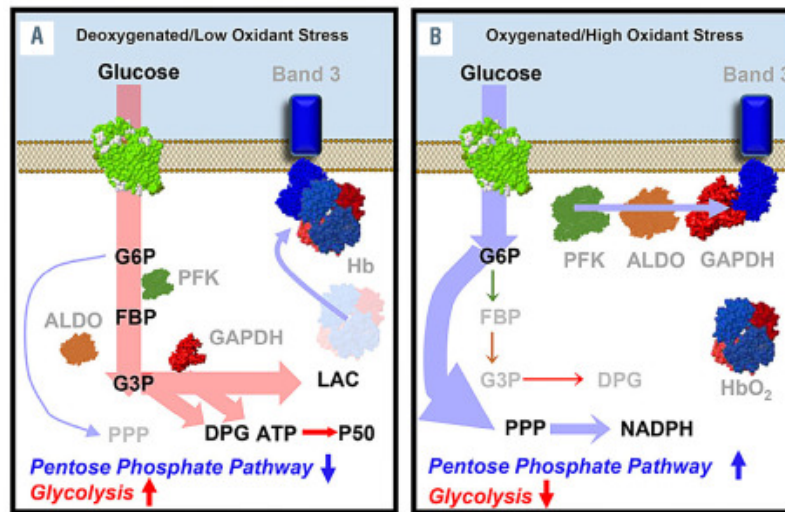 A
Deoxygenated/Low Oxidant Stress
Glucose
Band 3
G6P
PFK
Hb
ALDO
FBP
GAPDH
G3P
LAC
PPP
DPG ATP
P50
Pentose Phosphate Pathway
Glycolysis
B
Oxygenated/High Oxidant Stress
Glucose
Band 3
G6P
PFK
ALDO
GAPDH
FBP
G3P
DPG
HbO₂
PPP
NADPH
Pentose Phosphate Pathway
Glycolysis